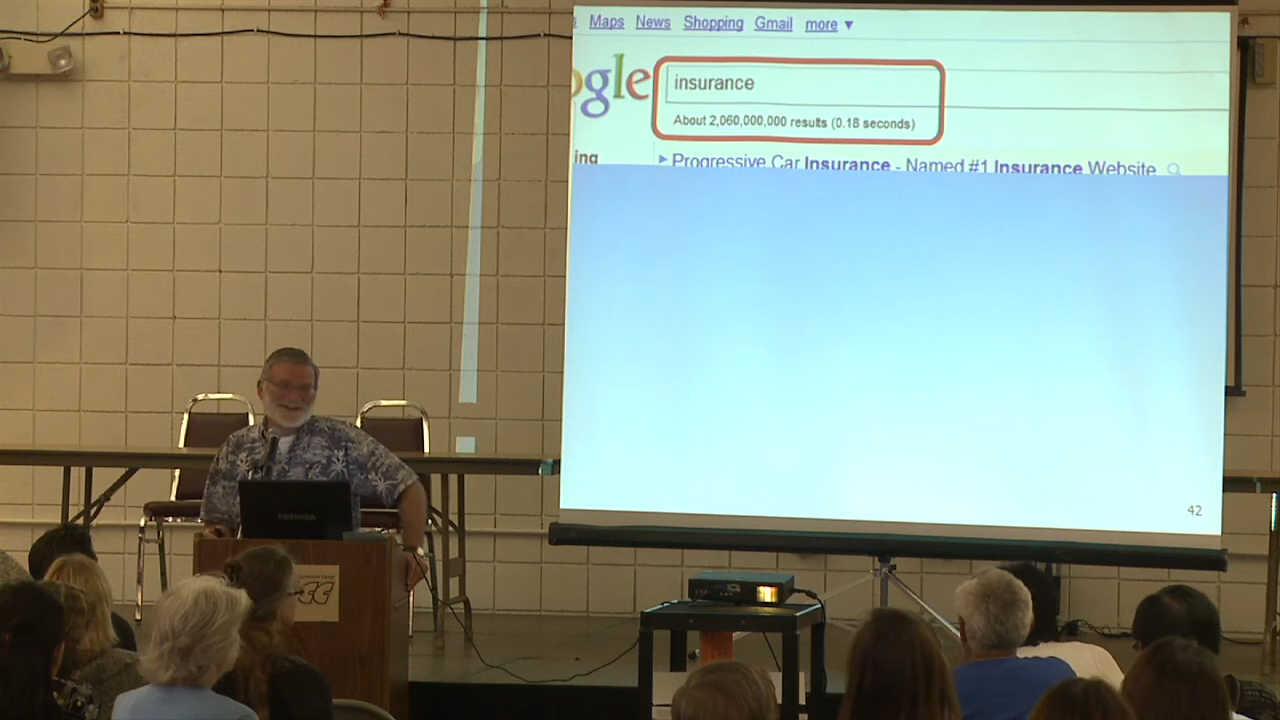 Maps News Shopping Gmail more ▼
ogle
insurance
About 2,060,000,000 results (0.18 seconds)
ing
Progressive Car Insurance - Named #1 Insurance Website
42
TOSHIBA
CC